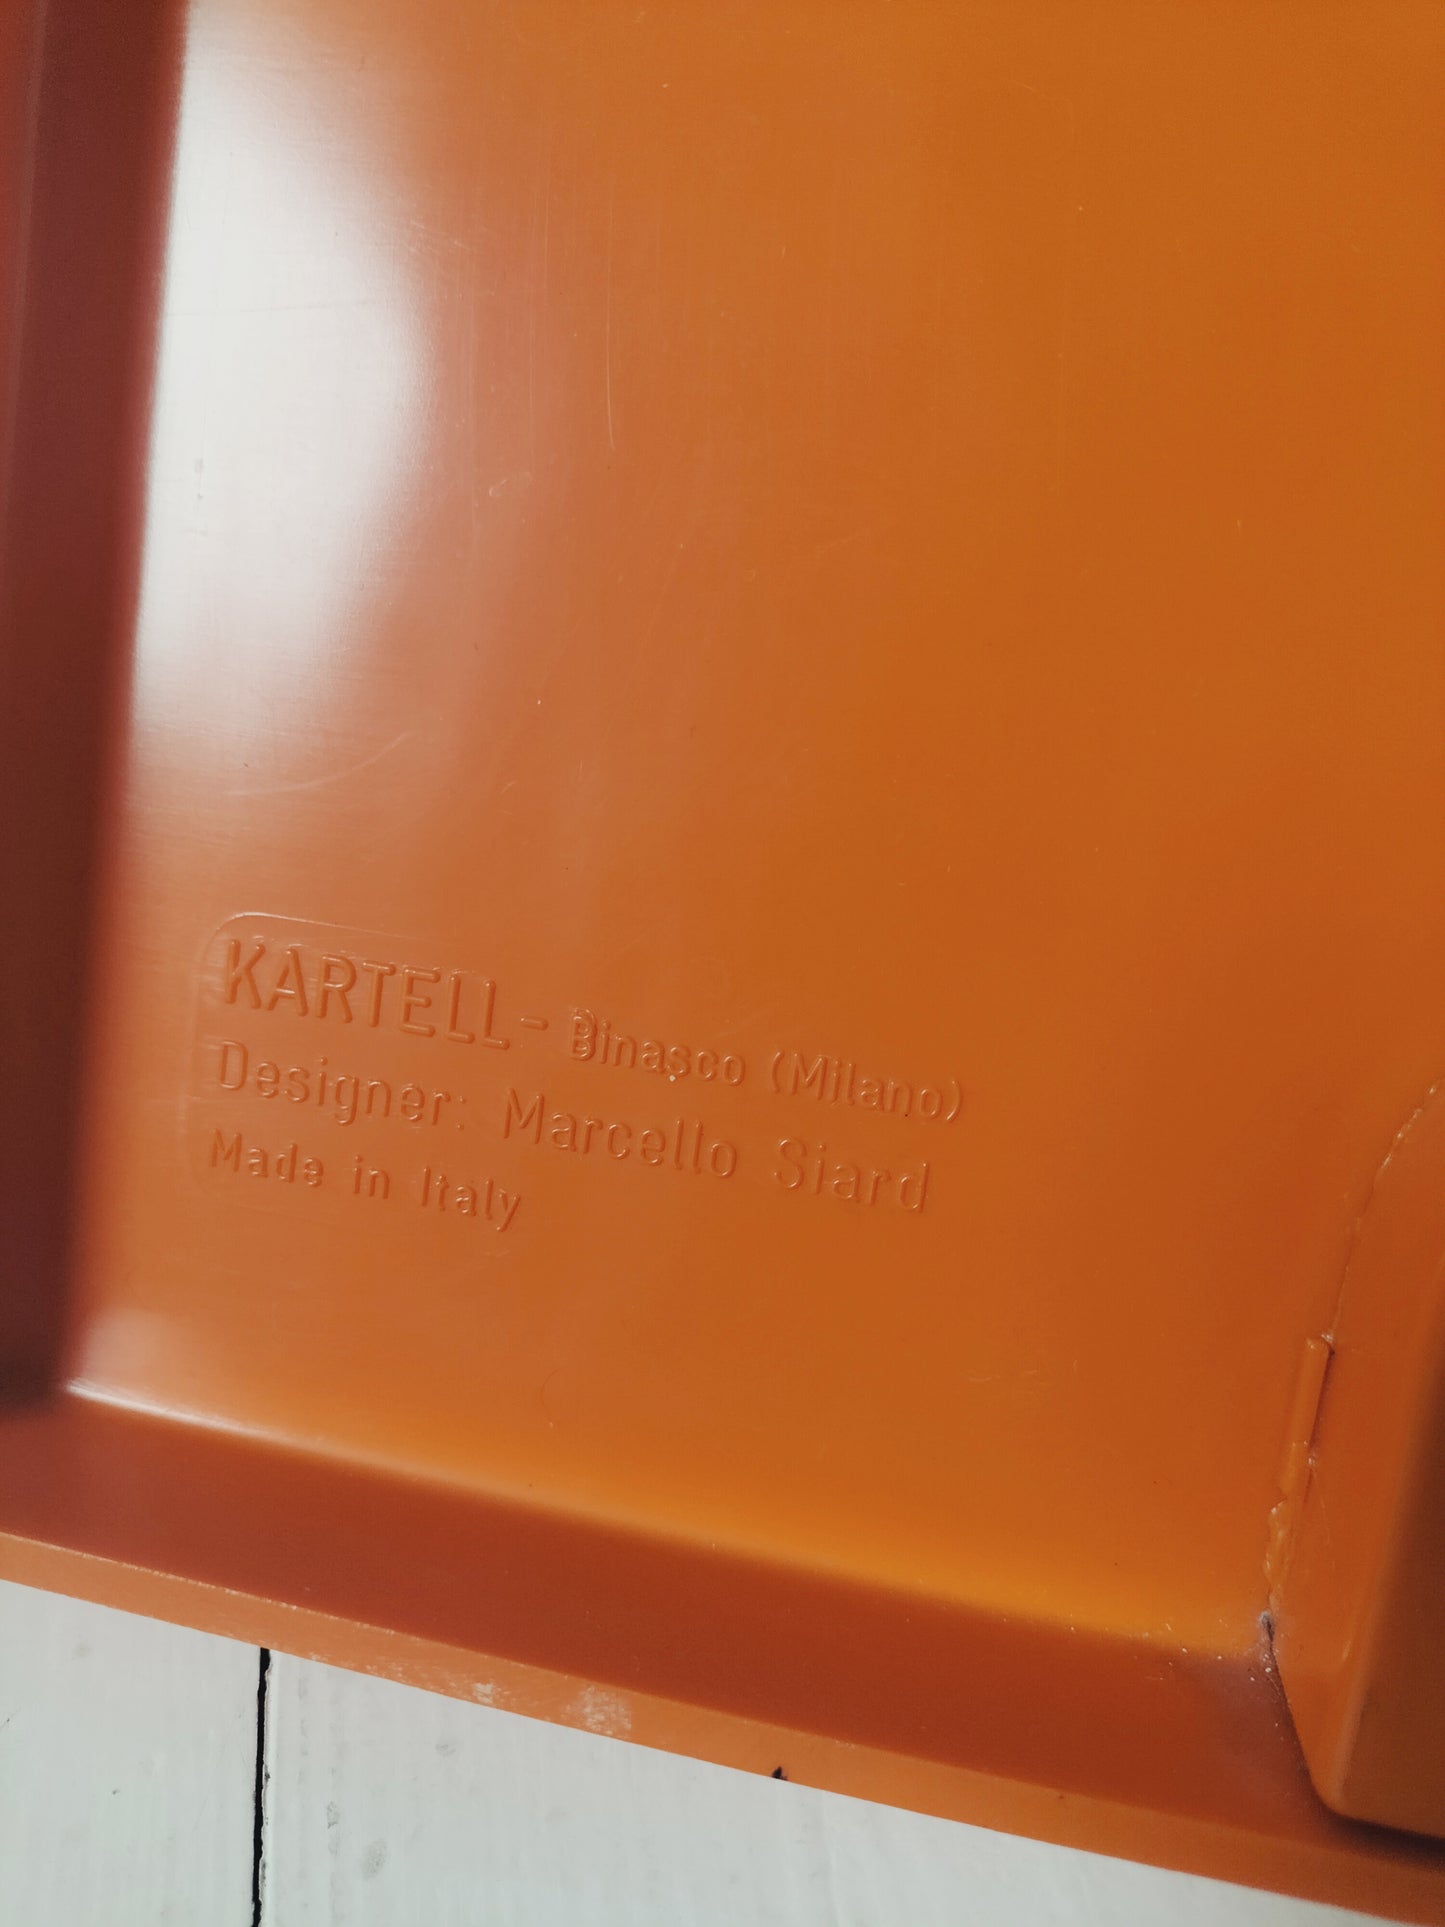 KARTELL - Binasco (Milano)
Designer: Marcello Siard
Made in Italy